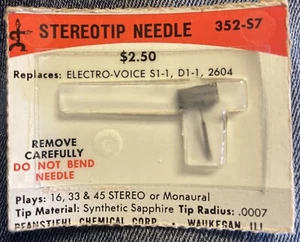 STEREOTIP NEEDLE 352-S7
$2.50
Replaces: ELECTRO-VOICE S1-1, D1-1, 2604
REMOVE
CAREFULLY
DO NOT BEND
NEEDLE
Plays: 16, 33 & 45 STEREO or Monaural
Tip Material: Synthetic Sapphire Tip Radius: .0007
PFANSTIEHL CHEMICAL CORP. • WAUKEGAN, ILL.